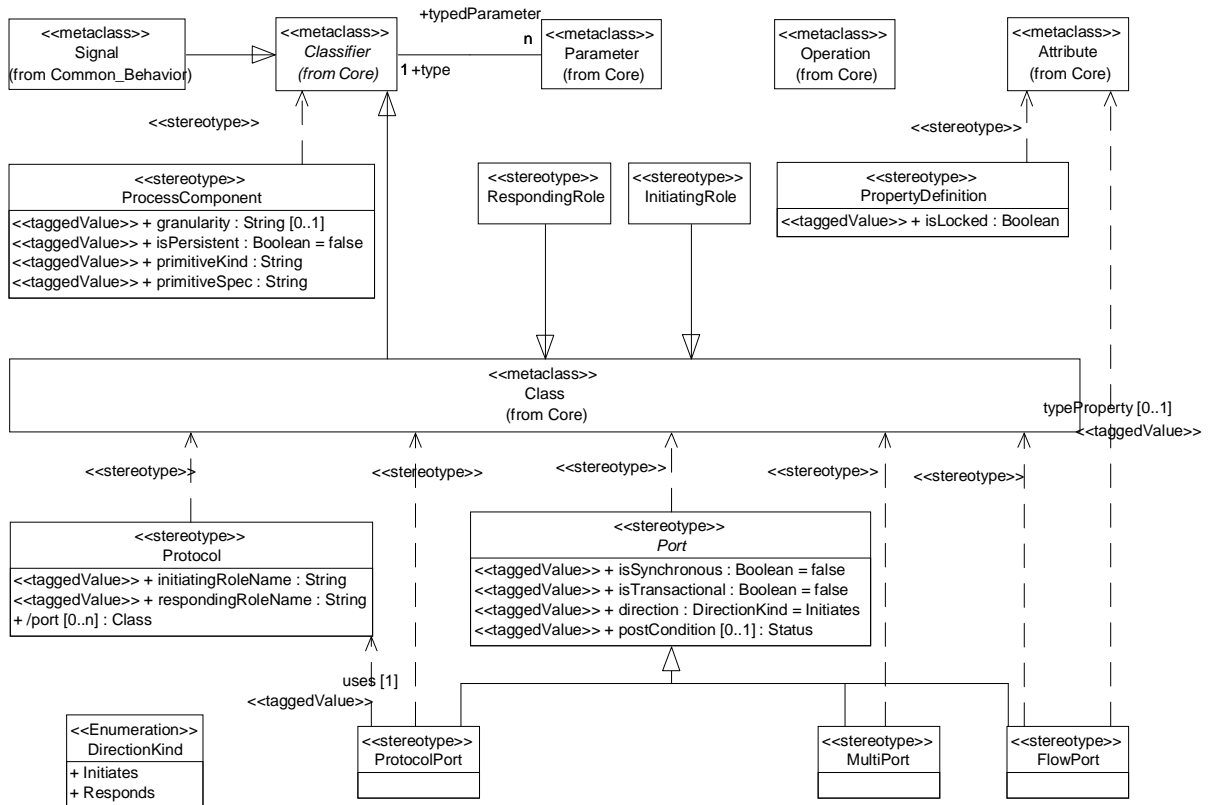 +typedParameter
<<metaclass>>
Signal
(from Common_Behavior)
<<metaclass>>
Classifier
(from Core)
n
1 +type
<<metaclass>>
Parameter
(from Core)
<<metaclass>>
Operation
(from Core)
<<metaclass>>
Attribute
(from Core)
<<stereotype>>
<<stereotype>>
<<stereotype>>
ProcessComponent
<<taggedValue>> + granularity : String [0..1]
<<taggedValue>> + isPersistent : Boolean = false
<<taggedValue>> + primitiveKind : String
<<taggedValue>> + primitiveSpec : String
<<stereotype>>
RespondingRole
<<stereotype>>
InitiatingRole
<<stereotype>>
PropertyDefinition
<<taggedValue>> + isLocked : Boolean
<<metaclass>>
Class
(from Core)
typeProperty [0..1]
<<taggedValue>>
<<stereotype>>
<<stereotype>>
<<stereotype>>
<<stereotype>>
<<stereotype>>
<<stereotype>>
Protocol
<<taggedValue>> + initiatingRoleName : String
<<taggedValue>> + respondingRoleName : String
+ /port [0..n] : Class
<<stereotype>>
Port
<<taggedValue>> + isSynchronous : Boolean = false
<<taggedValue>> + isTransactional : Boolean = false
<<taggedValue>> + direction : DirectionKind = Initiates
<<taggedValue>> + postCondition [0..1] : Status
uses [1]
<<taggedValue>>
<<Enumeration>>
DirectionKind
+ Initiates
+ Responds
<<stereotype>>
ProtocolPort
<<stereotype>>
MultiPort
<<stereotype>>
FlowPort